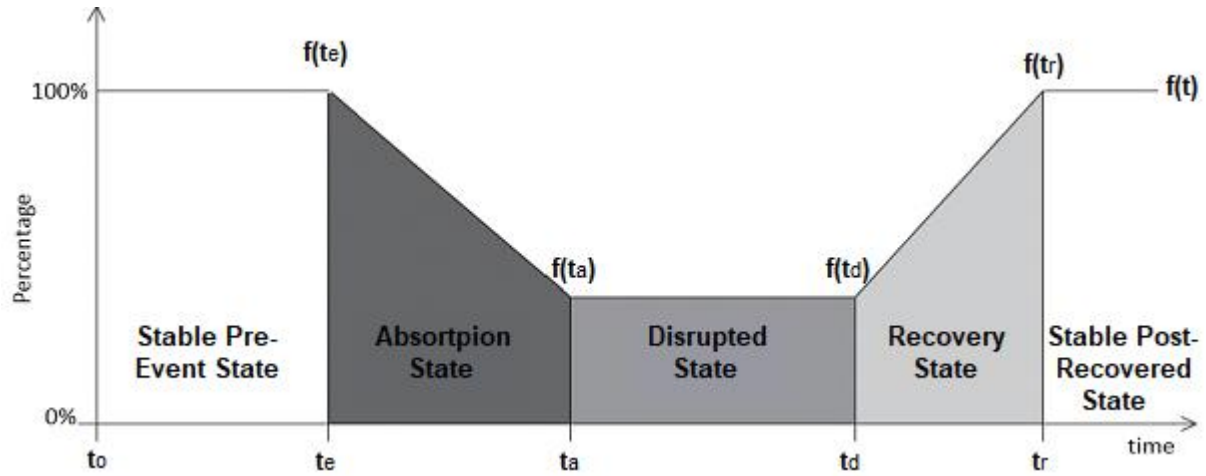 f(te)
f(tr)
100%
f(t)
Percentage
f(ta)
f(td)
Stable Pre-
Event State
Absortpion
State
Disrupted
State
Recovery
State
Stable Post-
Recovered
State
0%
time
to
te
ta
td
tr